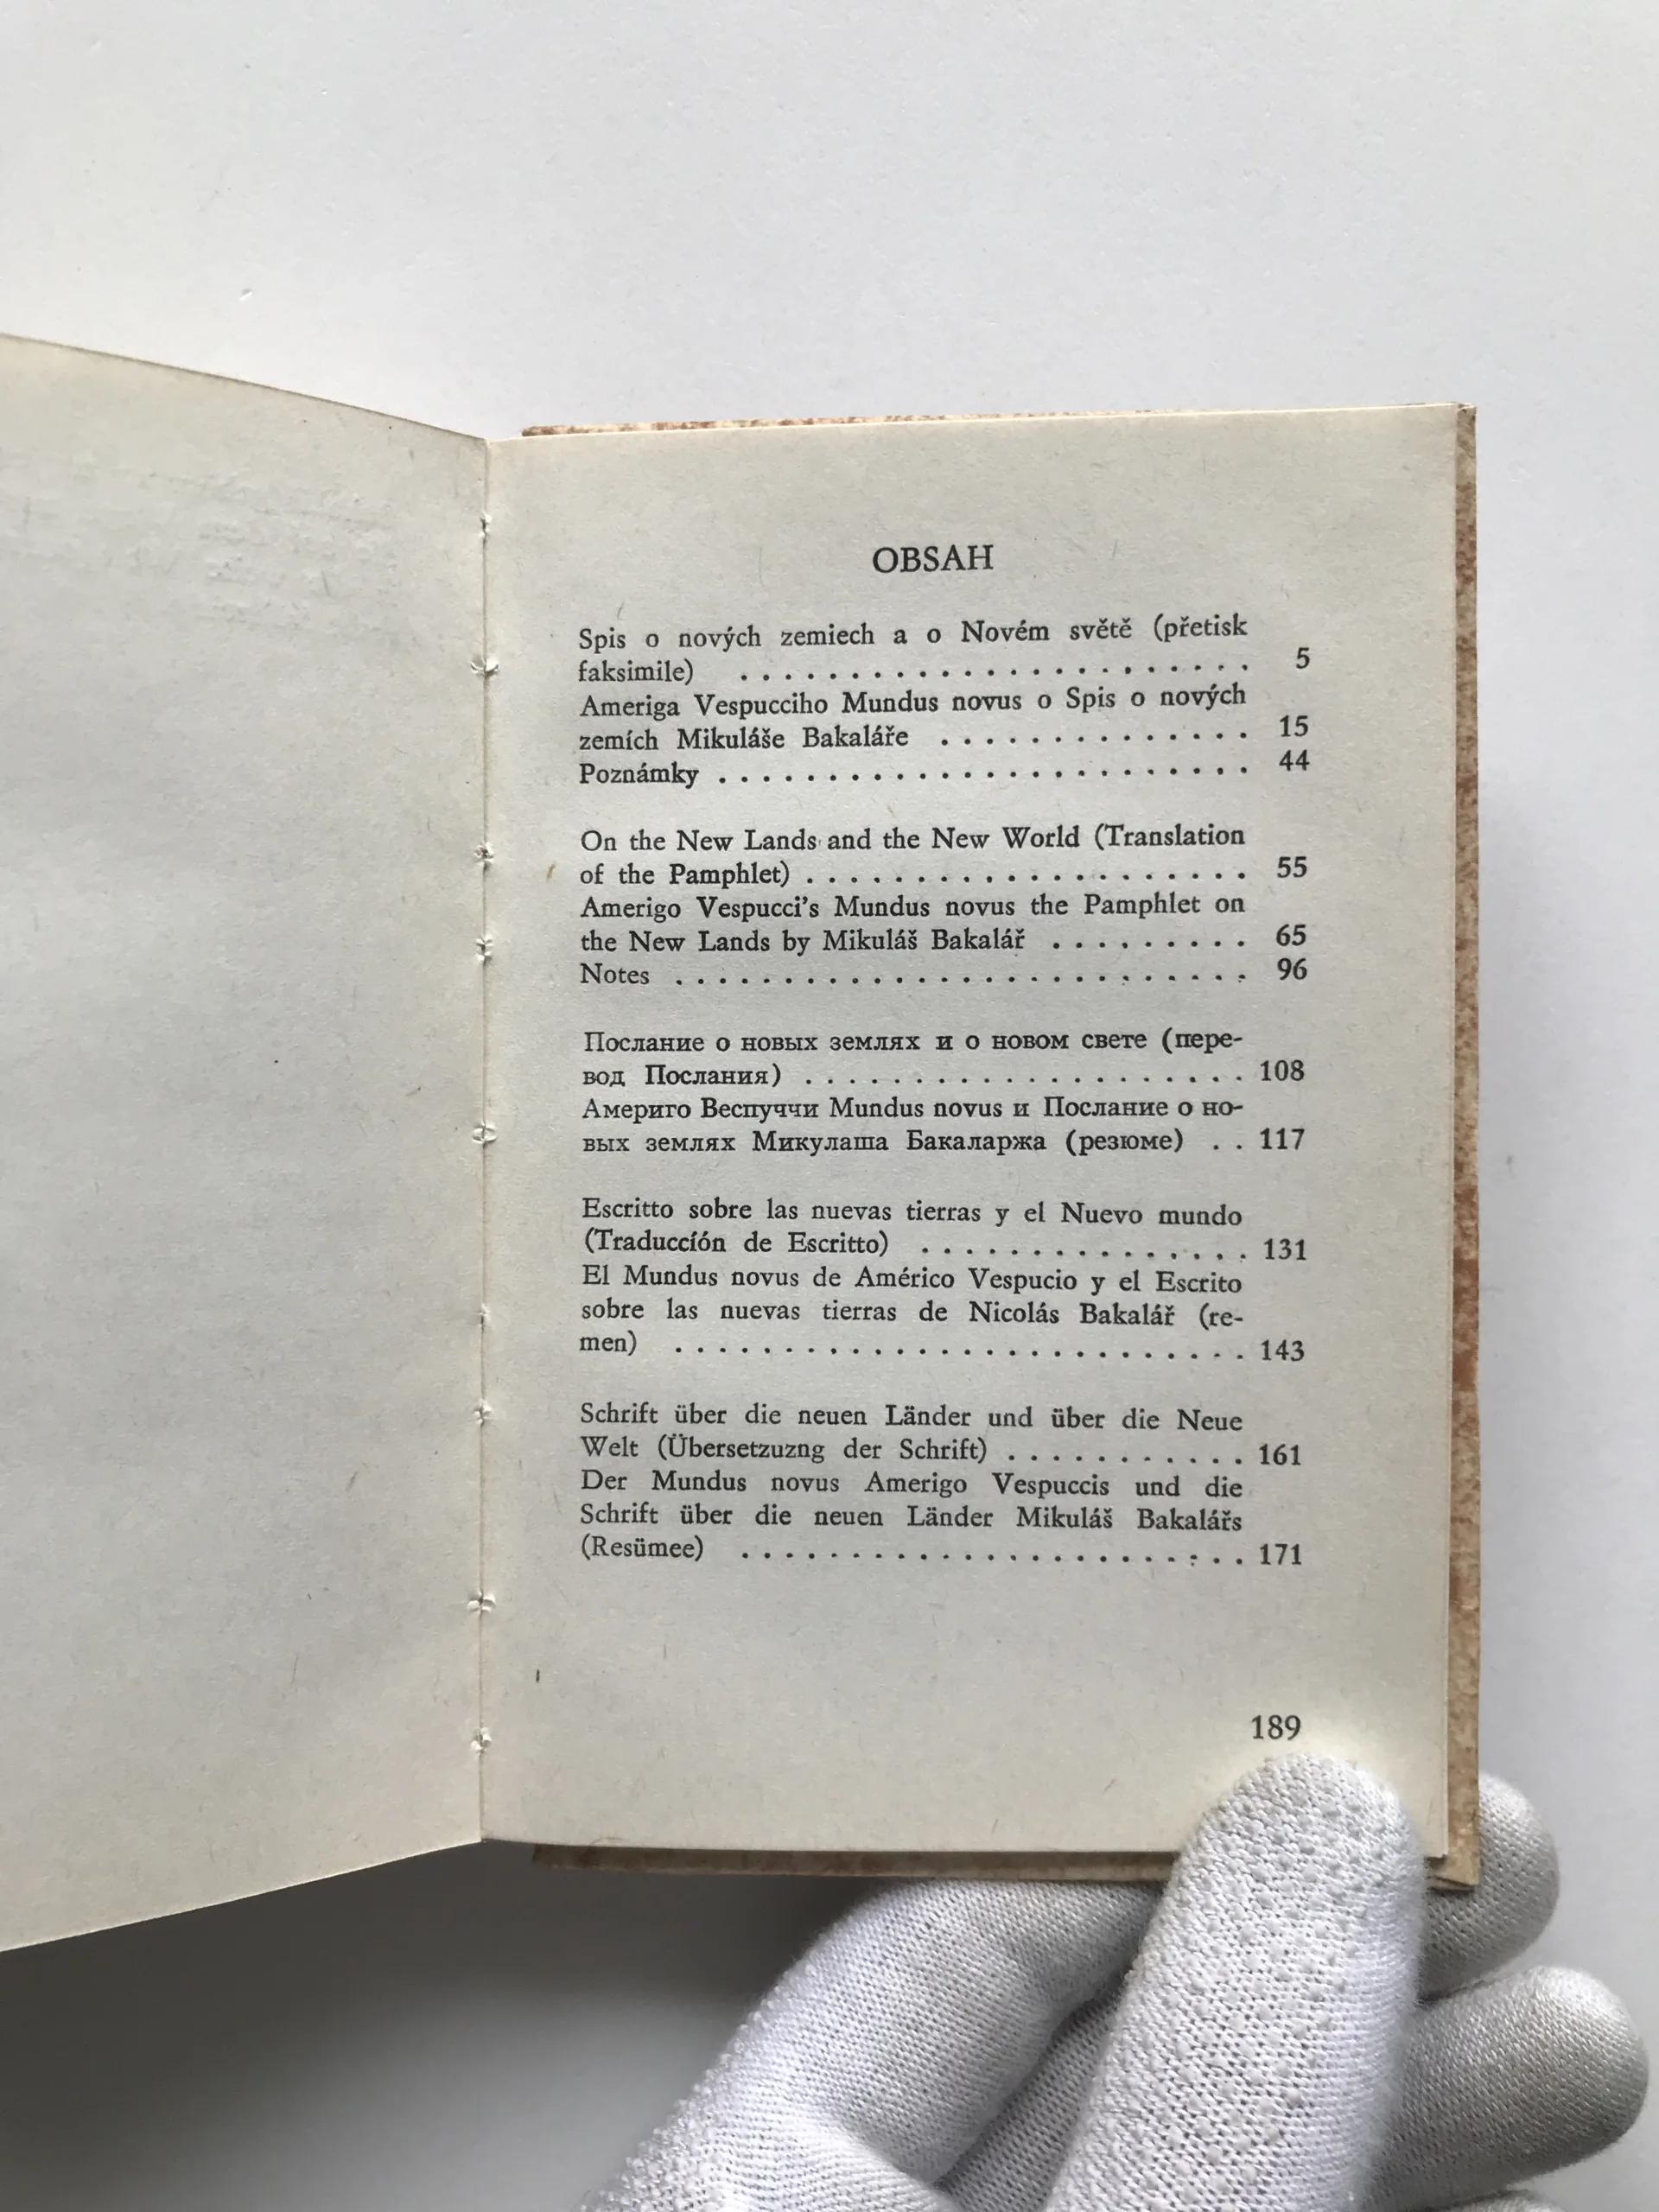 OBSAH
Spis o nových zemiech a o Novém světě (přetisk
faksimile) . . . . . . . . . . . . . . . . . . . . . . . 5
Ameriga Vespucciho Mundus novus o Spis o nových
zemích Mikuláše Bakaláře . . . . . . . . . . . . . . 15
Poznámky . . . . . . . . . . . . . . . . . . . . . . . . 44
On the New Lands and the New World (Translation
of the Pamphlet) . . . . . . . . . . . . . . . . . . . . 55
Amerigo Vespucci's Mundus novus the Pamphlet on
the New Lands by Mikuláš Bakalář . . . . . . . . . 65
Notes . . . . . . . . . . . . . . . . . . . . . . . . . . 96
Послание о новых землях и о новом свете (пере-
вод Послания) . . . . . . . . . . . . . . . . . . . . 108
Америго Веспуччи Mundus novus и Послание о но-
вых землях Микулаша Бакаларжа (резюме) . . 117
Escritto sobre las nuevas tierras y el Nuevo mundo
(Traduccíón de Escritto) . . . . . . . . . . . . . . . 131
El Mundus novus de Américo Vespucio y el Escrito
sobre las nuevas tierras de Nicolás Bakalář (re-
men) . . . . . . . . . . . . . . . . . . . . . . . . . . 143
Schrift über die neuen Länder und über die Neue
Welt (Übersetzuzng der Schrift) . . . . . . . . . . . 161
Der Mundus novus Amerigo Vespuccis und die
Schrift über die neuen Länder Mikuláš Bakalářs
(Resümee) . . . . . . . . . . . . . . . . . . . . . . . 171
189